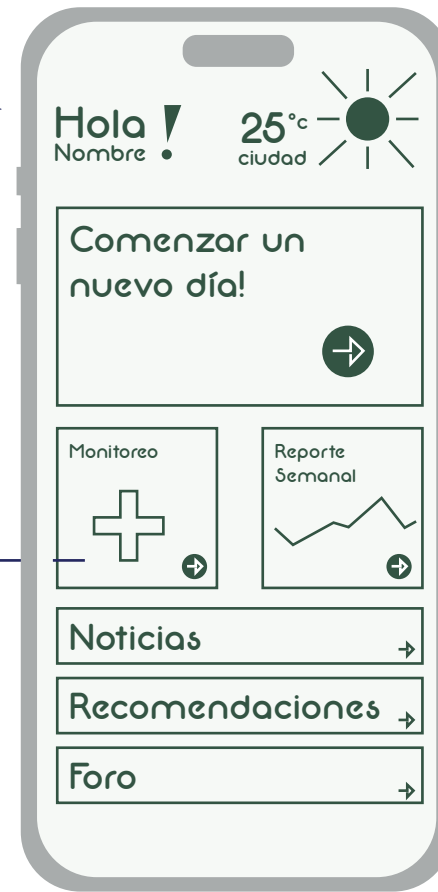 Hola !
Nombre
25°c
ciudad
Comenzar un
nuevo día!
Monitoreo
Reporte
Semanal
Noticias
Recomendaciones
Foro